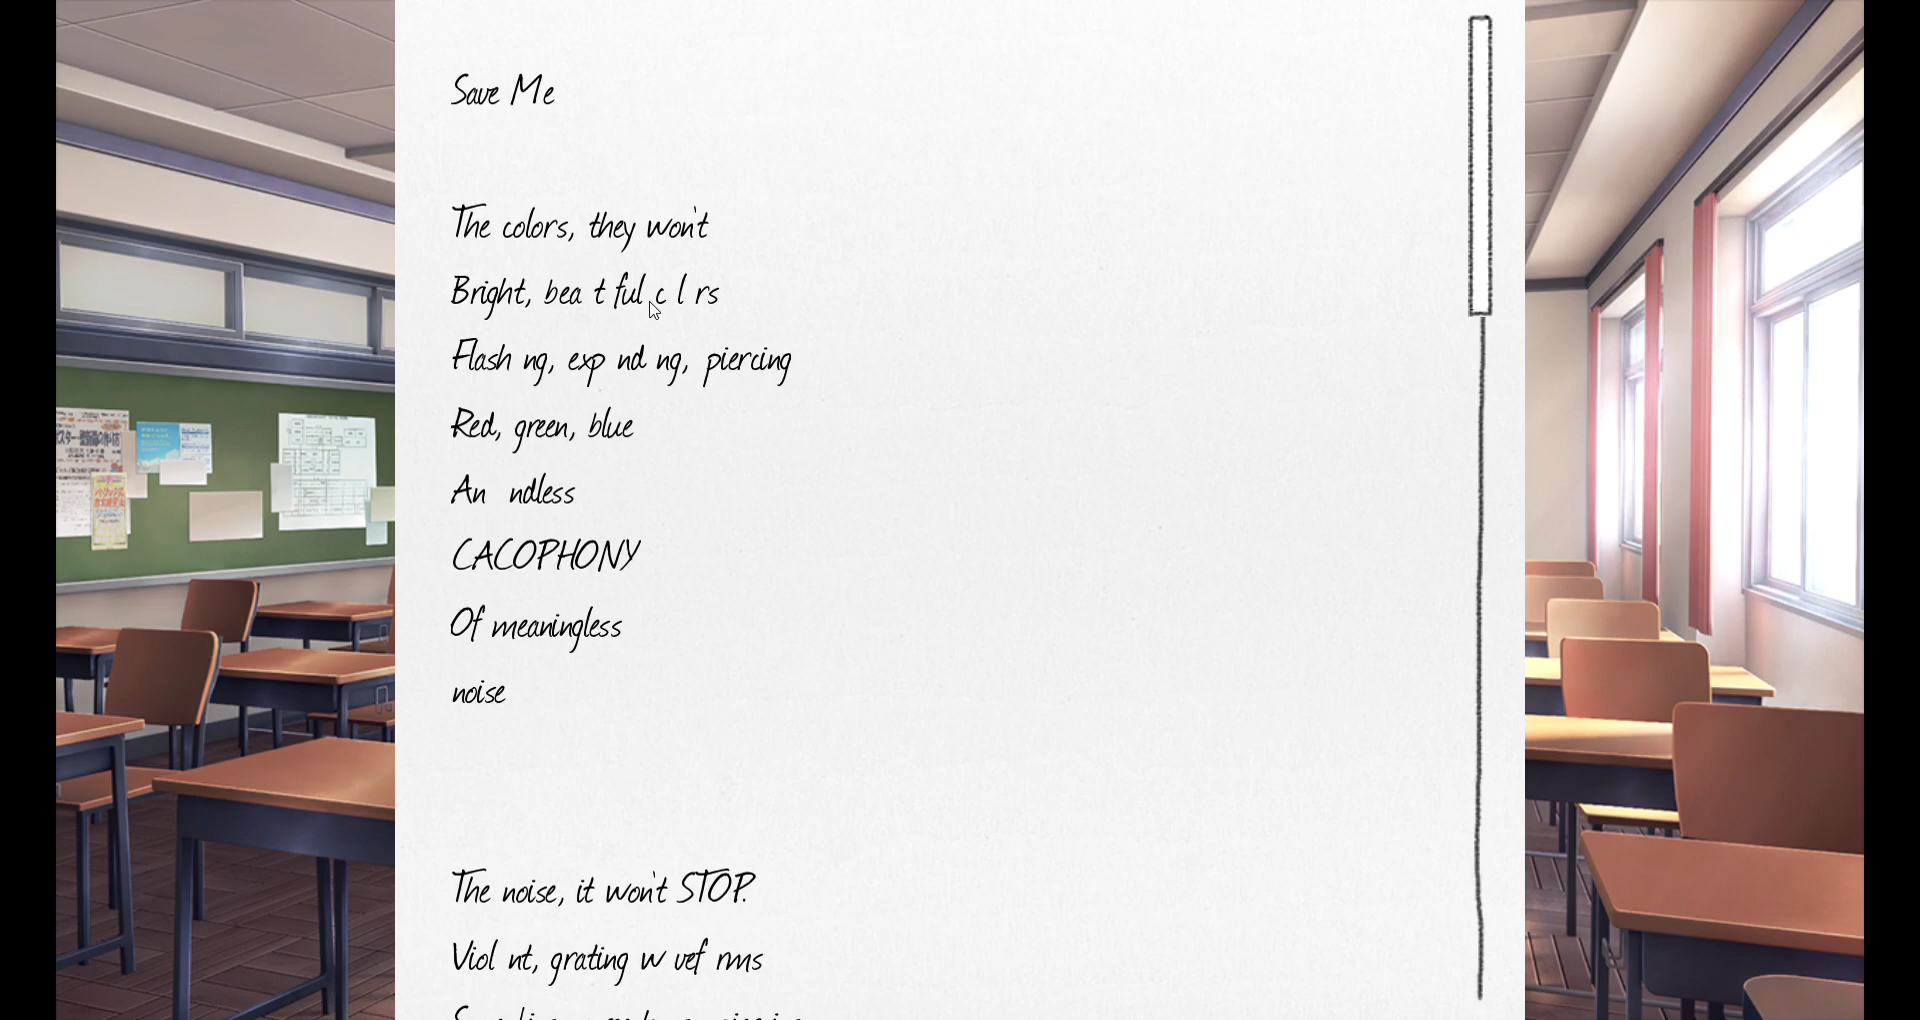 Save Me
The colors, they won't
Bright, bea t ful c l rs
Flash ng, exp nd ng, piercing
Red, green, blue
An ndless
CACOPHONY
Of meaningless
noise
The noise, it won't STOP.
Viol nt, grating w vef rms